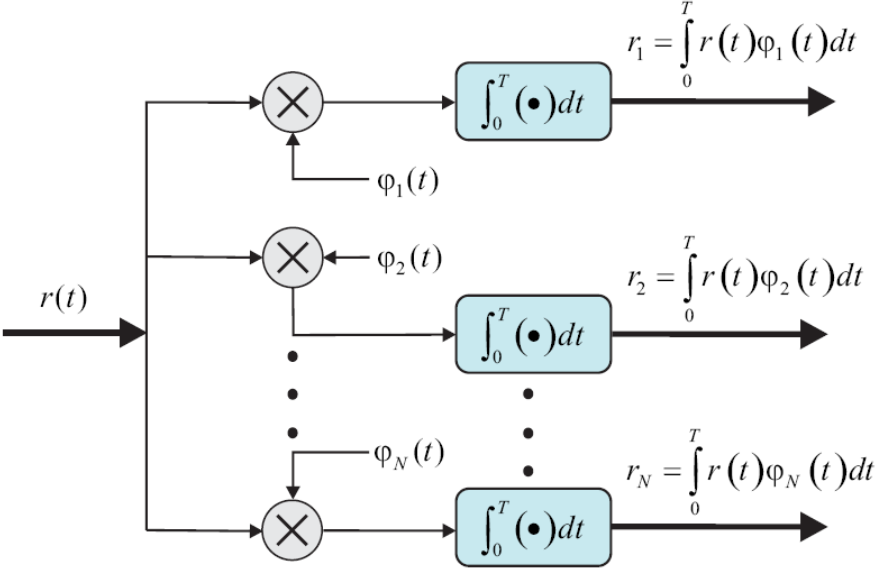 r₁ = ∫₀ᵀ r(t)φ₁(t)dt
∫₀ᵀ(•)dt
φ₁(t)
φ₂(t)
r₂ = ∫₀ᵀ r(t)φ₂(t)dt
r(t)
∫₀ᵀ(•)dt
φ_N(t)
r_N = ∫₀ᵀ r(t)φ_N(t)dt
∫₀ᵀ(•)dt